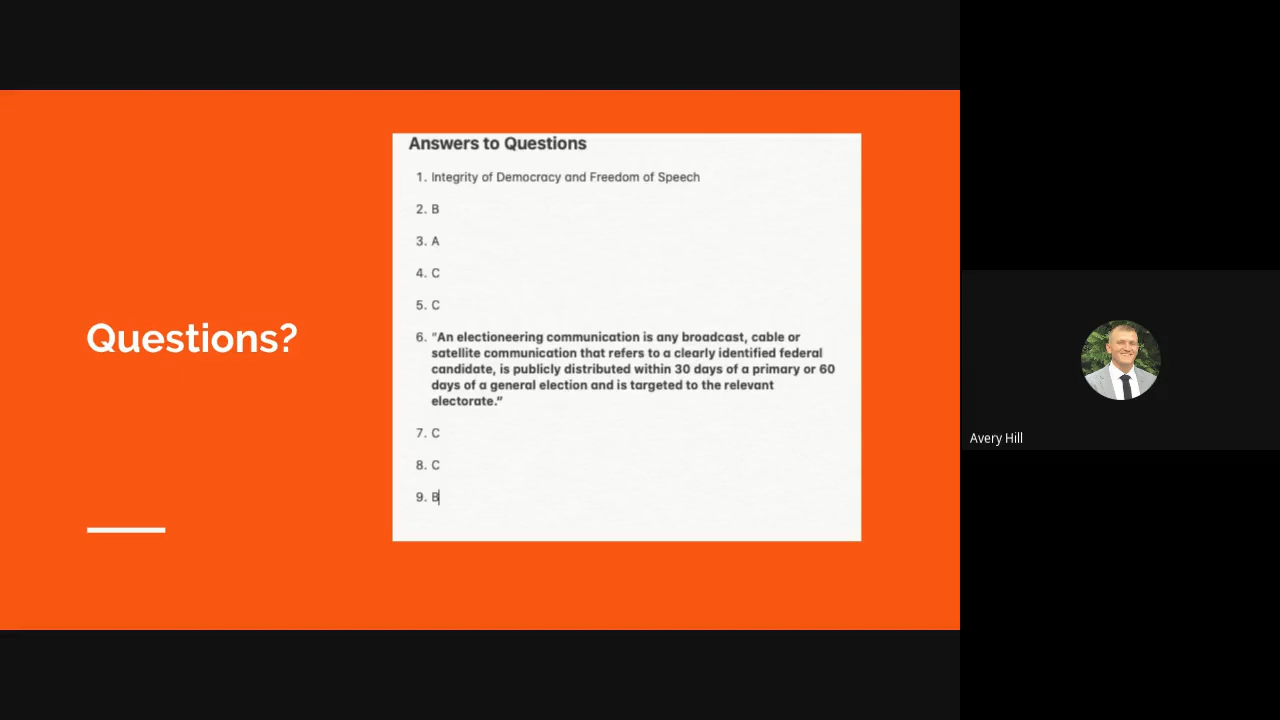 Questions?
Answers to Questions
1. Integrity of Democracy and Freedom of Speech
2. B
3. A
4. C
5. C
6. “An electioneering communication is any broadcast, cable or
satellite communication that refers to a clearly identified federal
candidate, is publicly distributed within 30 days of a primary or 60
days of a general election and is targeted to the relevant
electorate.”
7. C
8. C
9. B
Avery Hill